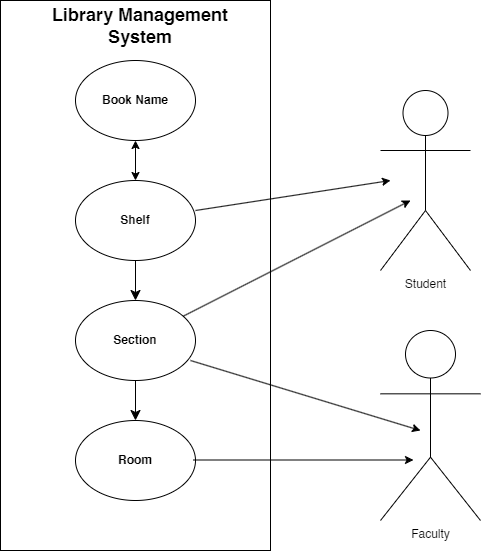 Library Management
System
Book Name
Shelf
Section
Room
Student
Faculty